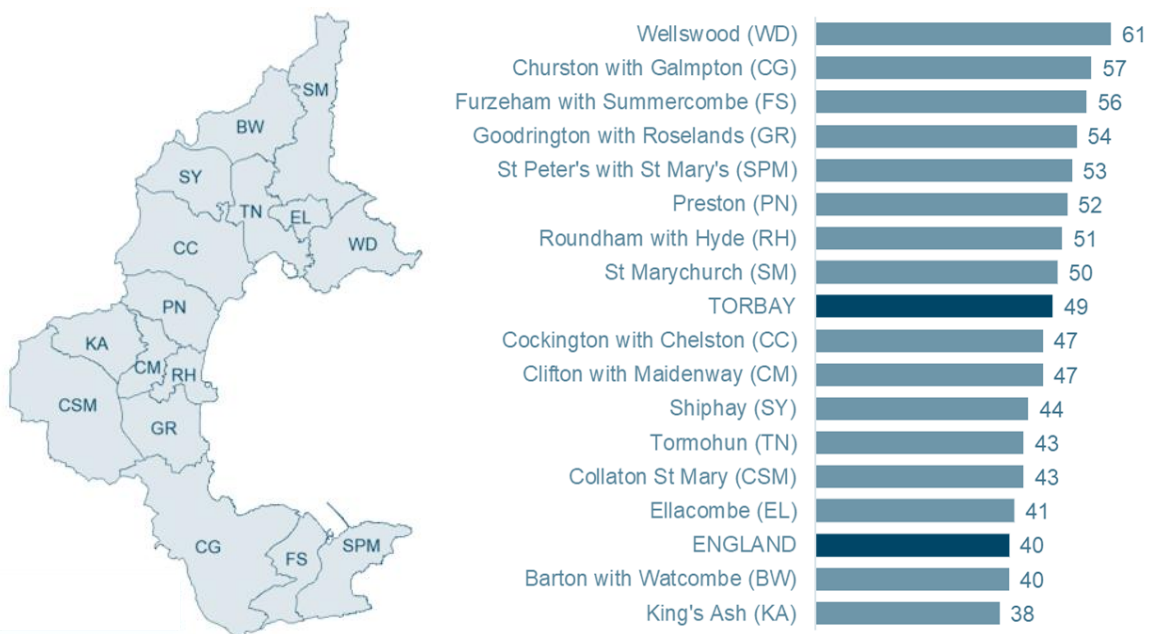 SM
BW
SY
TN
EL
WD
CC
PN
KA
CM
RH
CSM
GR
CG
FS
SPM
Wellswood (WD) 61
Churston with Galmpton (CG) 57
Furzeham with Summercombe (FS) 56
Goodrington with Roselands (GR) 54
St Peter's with St Mary's (SPM) 53
Preston (PN) 52
Roundham with Hyde (RH) 51
St Marychurch (SM) 50
TORBAY 49
Cockington with Chelston (CC) 47
Clifton with Maidenway (CM) 47
Shiphay (SY) 44
Tormohun (TN) 43
Collaton St Mary (CSM) 43
Ellacombe (EL) 41
ENGLAND 40
Barton with Watcombe (BW) 40
King's Ash (KA) 38